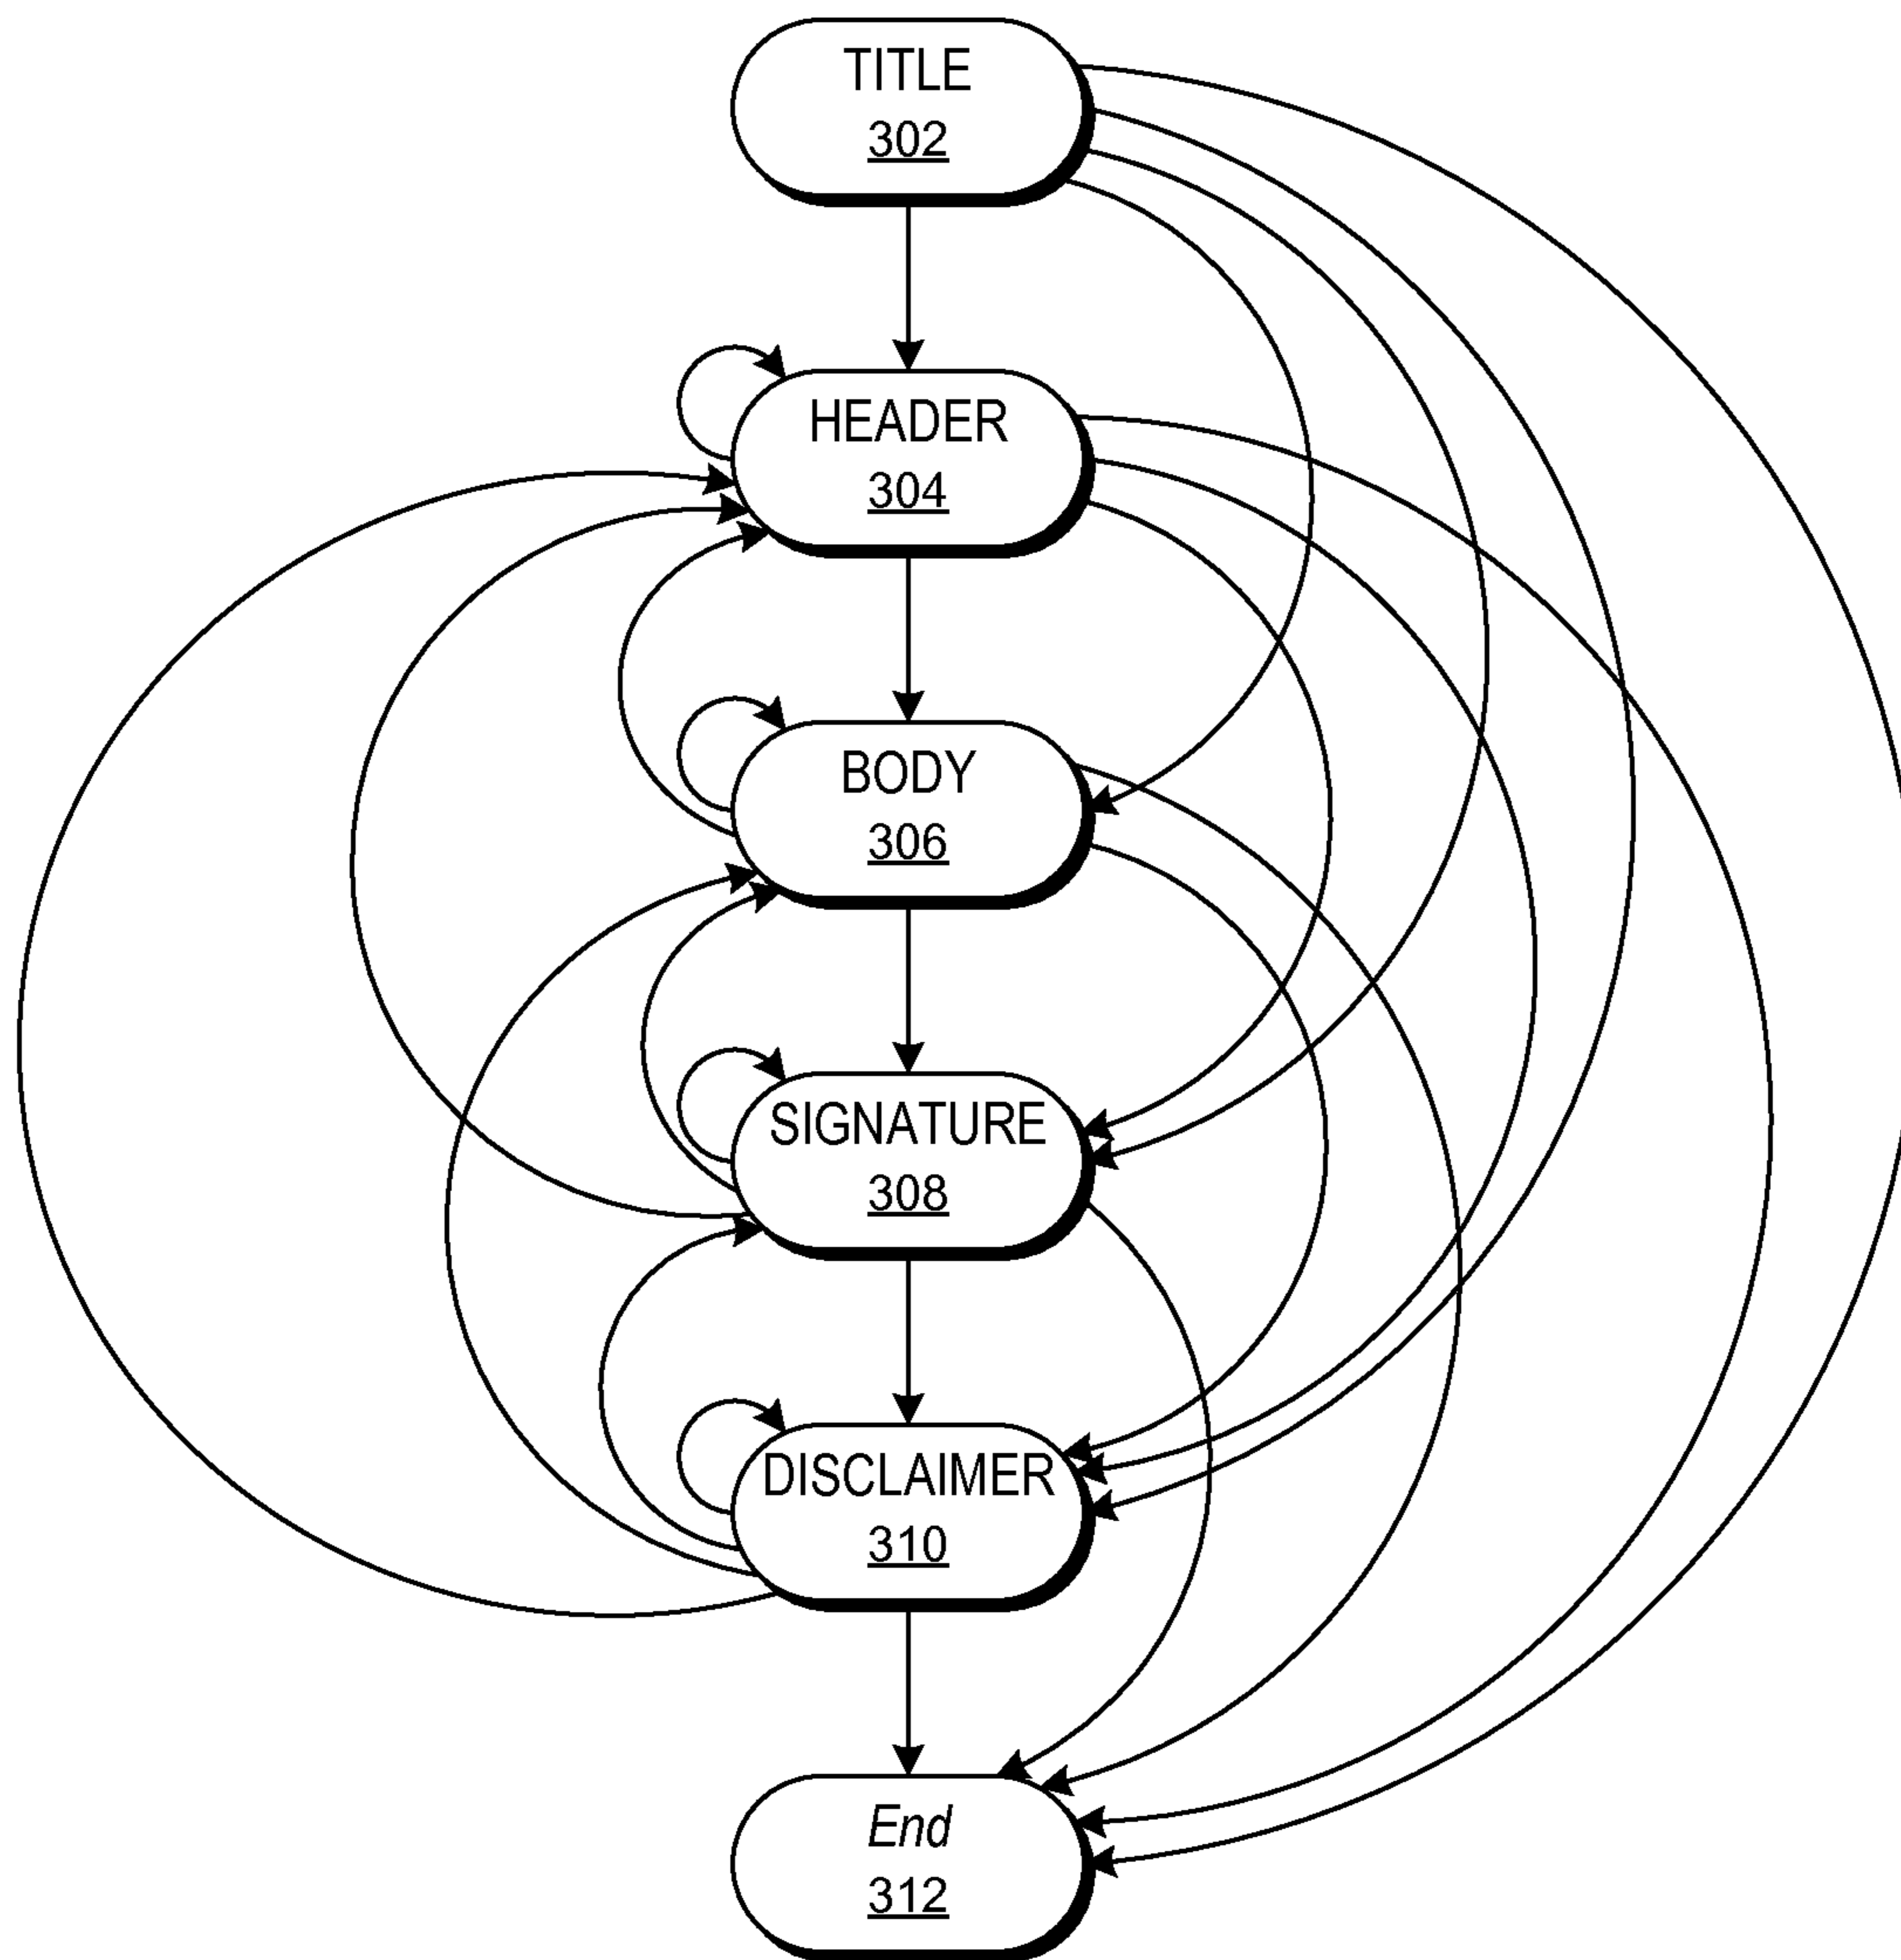 TITLE
302
HEADER
304
BODY
306
SIGNATURE
308
DISCLAIMER
310
End
312